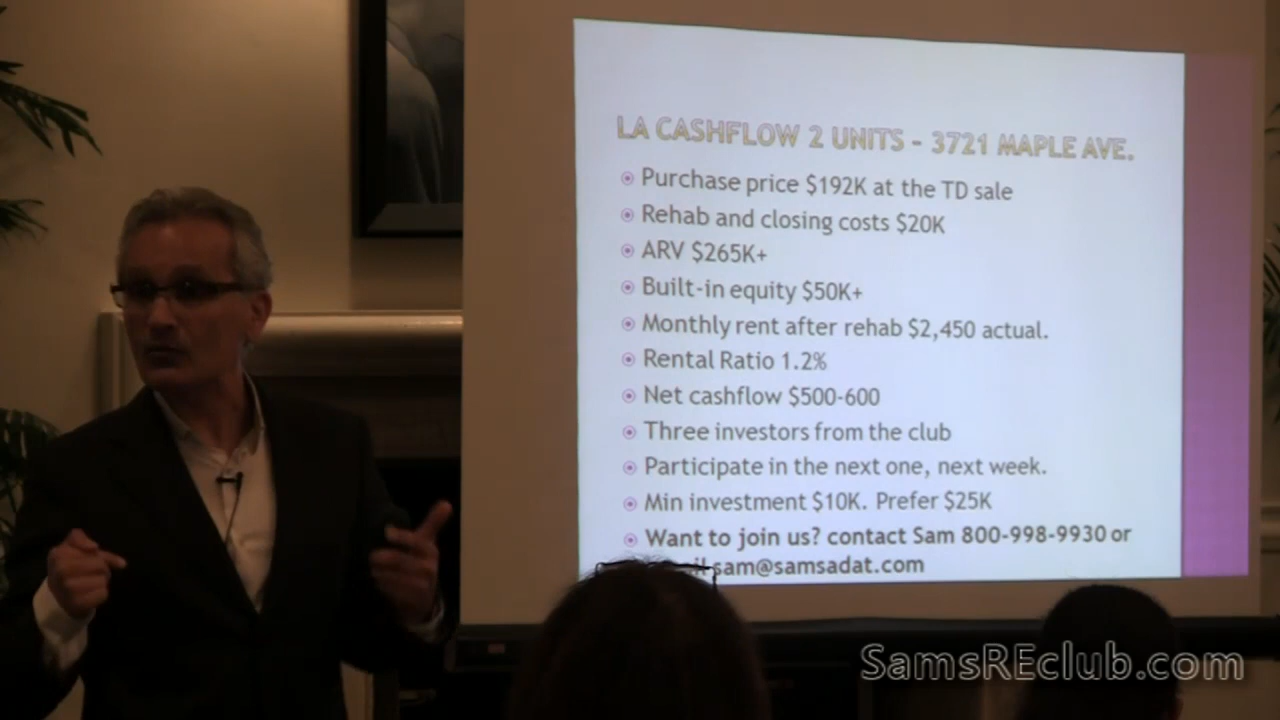 LA CASHFLOW 2 UNITS - 3721 MAPLE AVE.
Purchase price $192K at the TD sale
Rehab and closing costs $20K
ARV $265K+
Built-in equity $50K+
Monthly rent after rehab $2,450 actual.
Rental Ratio 1.2%
Net cashflow $500-600
Three investors from the club
Participate in the next one, next week.
Min investment $10K. Prefer $25K
Want to join us? contact Sam 800-998-9930 or
sam@samsadat.com
SamsREclub.com